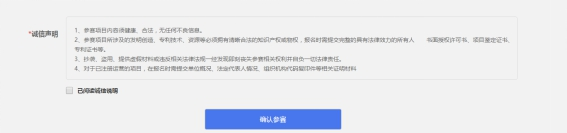 *诚信声明
1、参赛项目内容须健康、合法，无任何不良信息。
2、参赛项目所涉及的发明创造、专利技术、资源等必须拥有清晰合法的知识产权或物权，报名时需提交完整的具有法律效力的所有人 书面授权许可书、项目鉴定证书、
专利证书等。
3、抄袭、盗用、提供虚假材料或违反相关法律法规一经发现即刻丧失参赛相关权利并自负一切法律责任。
4、对于已注册运营的项目，在报名时需提交单位概况、法定代表人情况、组织机构代码复印件等相关证明材料
已阅读诚信说明
确认参赛